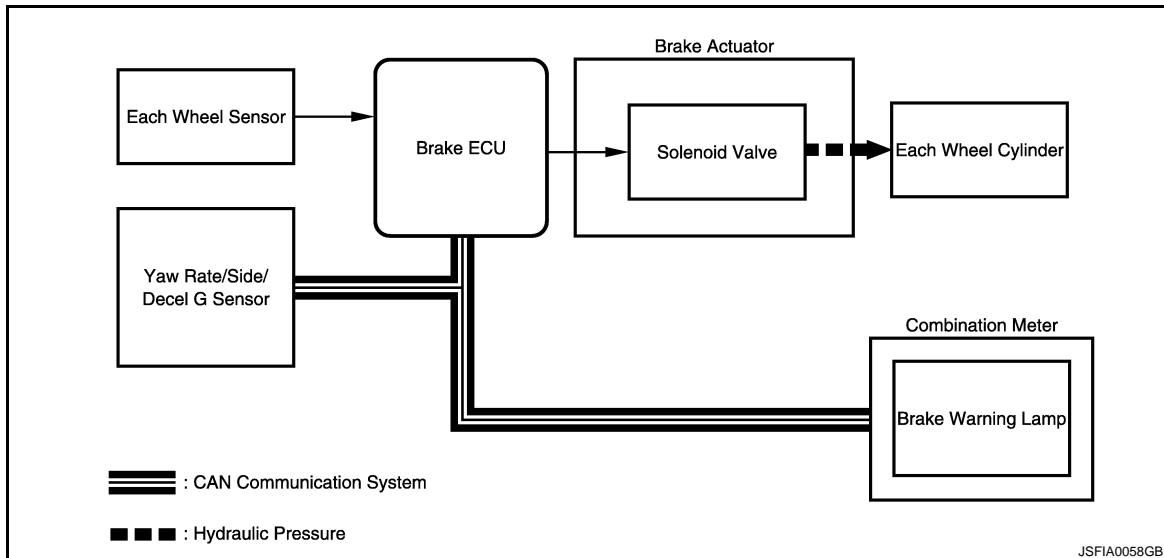 Brake Actuator
Each Wheel Sensor
Brake ECU
Solenoid Valve
Each Wheel Cylinder
Yaw Rate/Side/
Decel G Sensor
Combination Meter
Brake Warning Lamp
: CAN Communication System
: Hydraulic Pressure
JSFIA0058GB